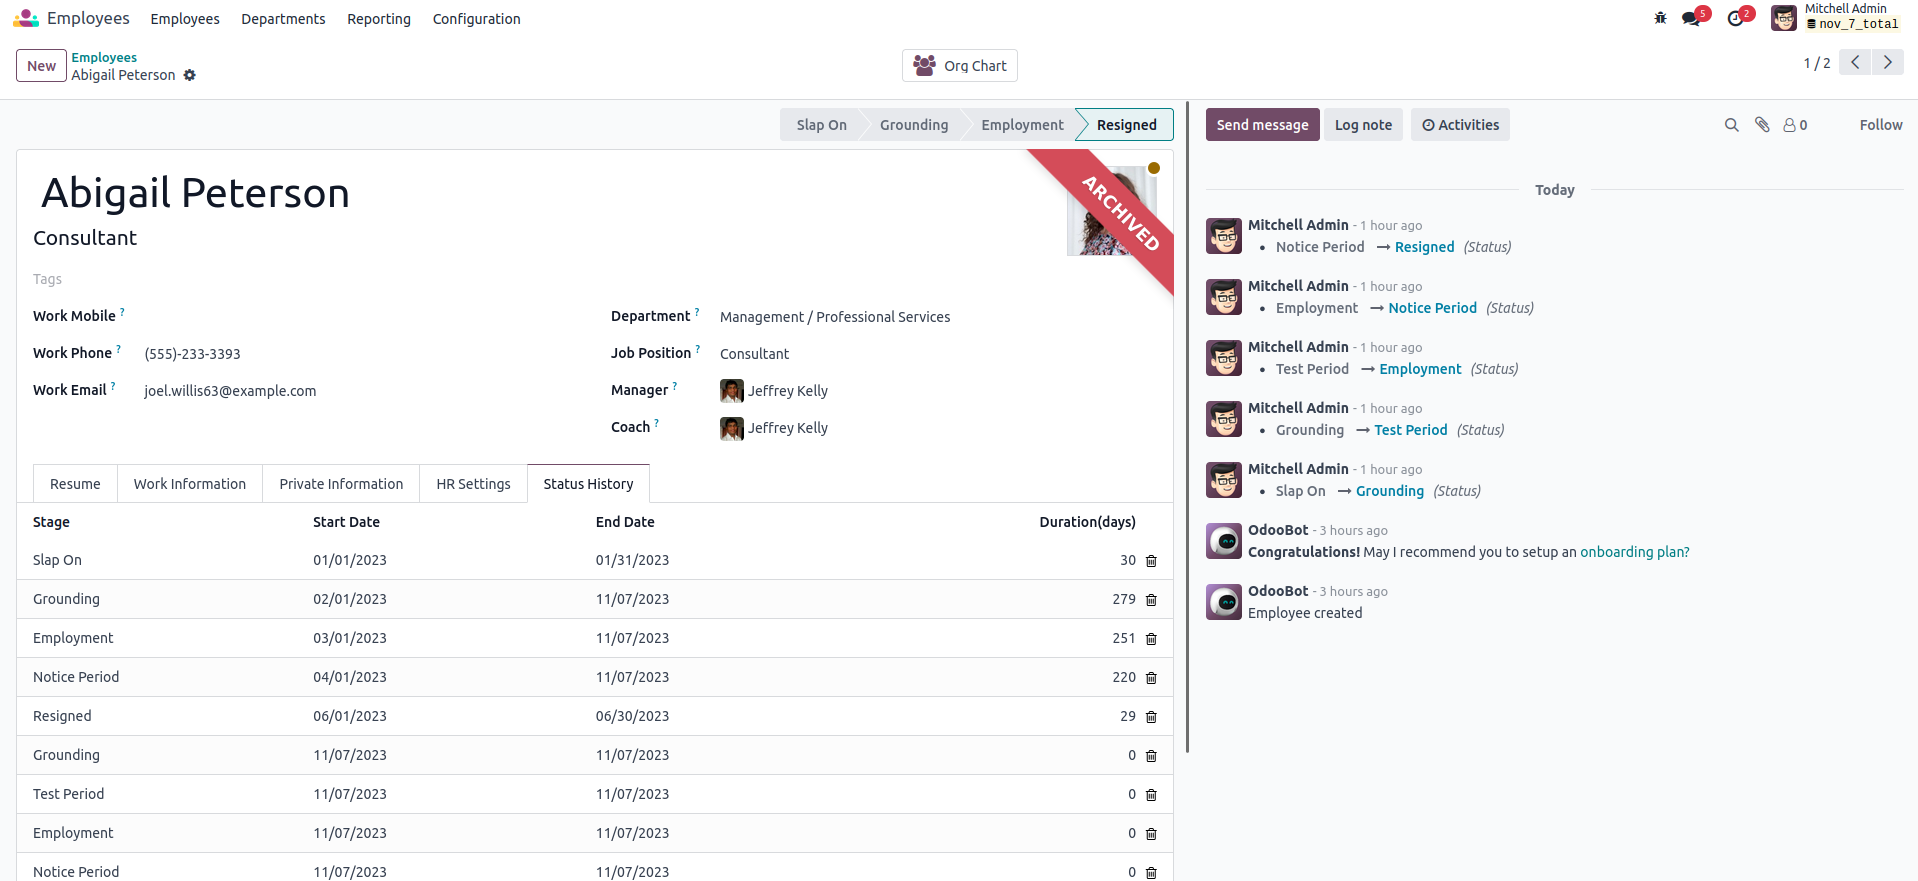 Employees Employees Departments Reporting Configuration 5 2 Mitchell Admin
nov_7_total
New Employees
Abigail Peterson
Org Chart
1 / 2
Slap On Grounding Employment Resigned
ARCHIVED
Abigail Peterson
Consultant
Tags
Work Mobile ?
Department ? Management / Professional Services
Work Phone ? (555)-233-3393
Job Position ? Consultant
Work Email ? joel.willis63@example.com
Manager ? Jeffrey Kelly
Coach ? Jeffrey Kelly
Resume Work Information Private Information HR Settings Status History
Stage Start Date End Date Duration(days)
Slap On 01/01/2023 01/31/2023 30
Grounding 02/01/2023 11/07/2023 279
Employment 03/01/2023 11/07/2023 251
Notice Period 04/01/2023 11/07/2023 220
Resigned 06/01/2023 06/30/2023 29
Grounding 11/07/2023 11/07/2023 0
Test Period 11/07/2023 11/07/2023 0
Employment 11/07/2023 11/07/2023 0
Notice Period 11/07/2023 11/07/2023 0
Send message Log note Activities 0 Follow
Today
Mitchell Admin - 1 hour ago
• Notice Period → Resigned (Status)
Mitchell Admin - 1 hour ago
• Employment → Notice Period (Status)
Mitchell Admin - 1 hour ago
• Test Period → Employment (Status)
Mitchell Admin - 1 hour ago
• Grounding → Test Period (Status)
Mitchell Admin - 1 hour ago
• Slap On → Grounding (Status)
OdooBot - 3 hours ago
Congratulations! May I recommend you to setup an onboarding plan?
OdooBot - 3 hours ago
Employee created